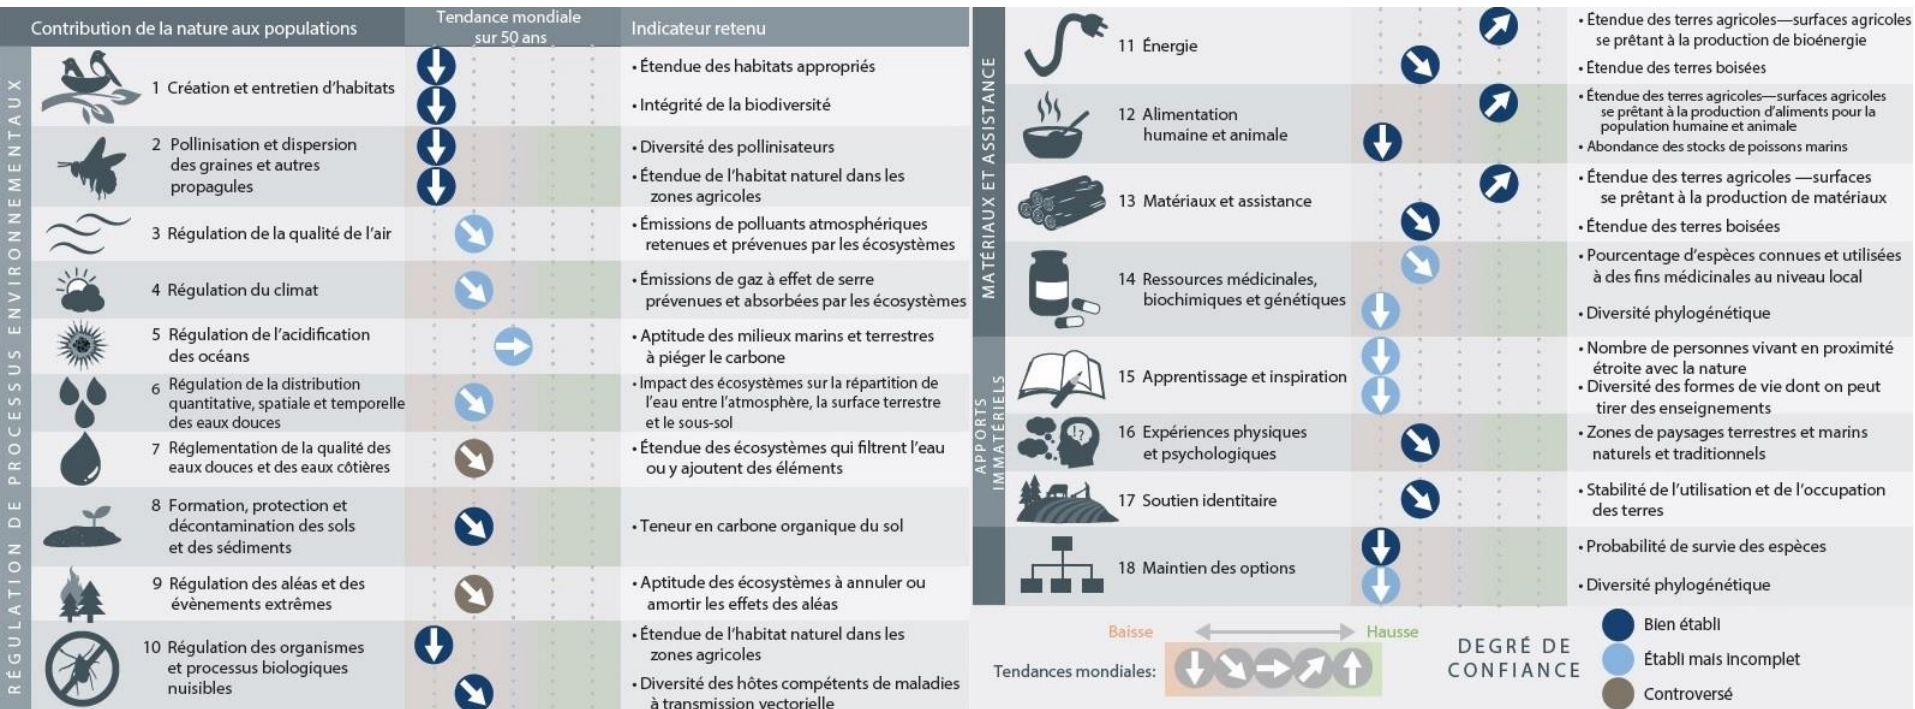 Contribution de la nature aux populations
Tendance mondiale
sur 50 ans
Indicateur retenu
RÉGULATION DE PROCESSUS ENVIRONNEMENTAUX
1 Création et entretien d'habitats
• Étendue des habitats appropriés
• Intégrité de la biodiversité
2 Pollinisation et dispersion
des graines et autres
propagules
• Diversité des pollinisateurs
• Étendue de l'habitat naturel dans les
zones agricoles
3 Régulation de la qualité de l'air
• Émissions de polluants atmosphériques
retenues et prévenues par les écosystèmes
4 Régulation du climat
• Émissions de gaz à effet de serre
prévenues et absorbées par les écosystèmes
5 Régulation de l'acidification
des océans
• Aptitude des milieux marins et terrestres
à piéger le carbone
6 Régulation de la distribution
quantitative, spatiale et temporelle
des eaux douces
• Impact des écosystèmes sur la répartition de
l'eau entre l'atmosphère, la surface terrestre
et le sous-sol
7 Réglementation de la qualité des
eaux douces et des eaux côtières
• Étendue des écosystèmes qui filtrent l'eau
ou y ajoutent des éléments
8 Formation, protection et
décontamination des sols
et des sédiments
• Teneur en carbone organique du sol
9 Régulation des aléas et des
évènements extrêmes
• Aptitude des écosystèmes à annuler ou
amortir les effets des aléas
10 Régulation des organismes
et processus biologiques
nuisibles
• Étendue de l'habitat naturel dans les
zones agricoles
• Diversité des hôtes compétents de maladies
à transmission vectorielle
MATÉRIAUX ET ASSISTANCE
11 Énergie
• Étendue des terres agricoles—surfaces agricoles
se prêtant à la production de bioénergie
• Étendue des terres boisées
12 Alimentation
humaine et animale
• Étendue des terres agricoles—surfaces agricoles
se prêtant à la production d'aliments pour la
population humaine et animale
• Abondance des stocks de poissons marins
13 Matériaux et assistance
• Étendue des terres agricoles —surfaces
se prêtant à la production de matériaux
• Étendue des terres boisées
14 Ressources médicinales,
biochimiques et génétiques
• Pourcentage d'espèces connues et utilisées
à des fins médicinales au niveau local
• Diversité phylogénétique
APPORTS
IMMATÉRIELS
15 Apprentissage et inspiration
• Nombre de personnes vivant en proximité
étroite avec la nature
• Diversité des formes de vie dont on peut
tirer des enseignements
16 Expériences physiques
et psychologiques
• Zones de paysages terrestres et marins
naturels et traditionnels
17 Soutien identitaire
• Stabilité de l'utilisation et de l'occupation
des terres
18 Maintien des options
• Probabilité de survie des espèces
• Diversité phylogénétique
Baisse
Hausse
Tendances mondiales:
DEGRÉ DE
CONFIANCE
Bien établi
Établi mais incomplet
Controversé